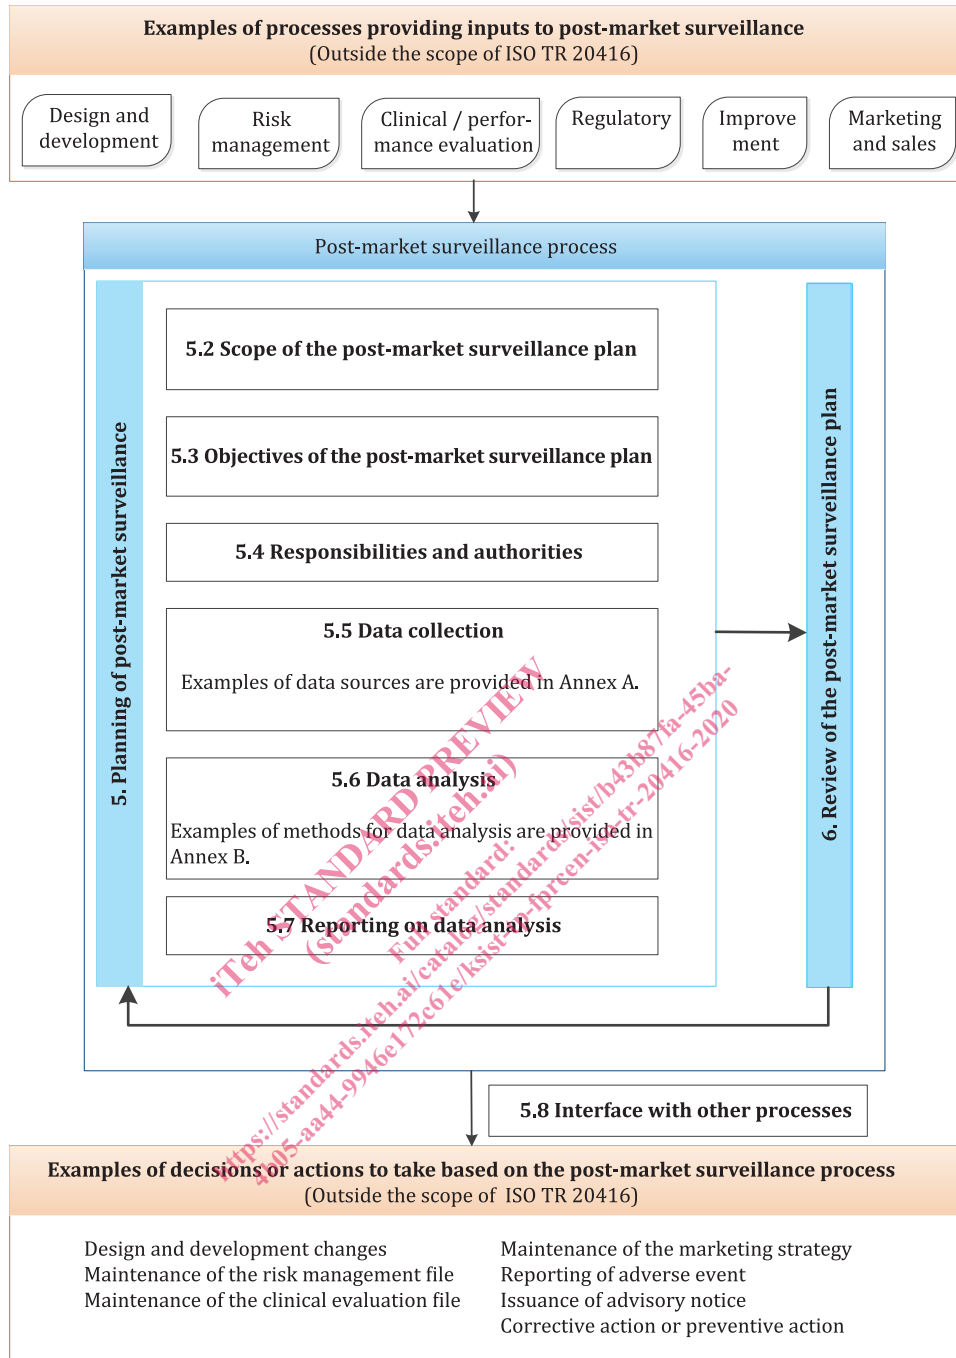 Examples of processes providing inputs to post-market surveillance
(Outside the scope of ISO TR 20416)
Design and
development
Risk
management
Clinical / perfor-
mance evaluation
Regulatory
Improve
ment
Marketing
and sales
Post-market surveillance process
5. Planning of post-market surveillance
5.2 Scope of the post-market surveillance plan
5.3 Objectives of the post-market surveillance plan
5.4 Responsibilities and authorities
5.5 Data collection
Examples of data sources are provided in Annex A.
5.6 Data analysis
Examples of methods for data analysis are provided in
Annex B.
5.7 Reporting on data analysis
6. Review of the post-market surveillance plan
iTeh STANDARD PREVIEW
(standards.iteh.ai)
Full standard:
https://standards.iteh.ai/catalog/standards/sist/b43b87fa-45ba-
4b05-aa44-9946e172c61e/ksist-tp-fprcen-iso-tr-20416-2020
5.8 Interface with other processes
Examples of decisions or actions to take based on the post-market surveillance process
(Outside the scope of ISO TR 20416)
Design and development changes
Maintenance of the risk management file
Maintenance of the clinical evaluation file
Maintenance of the marketing strategy
Reporting of adverse event
Issuance of advisory notice
Corrective action or preventive action